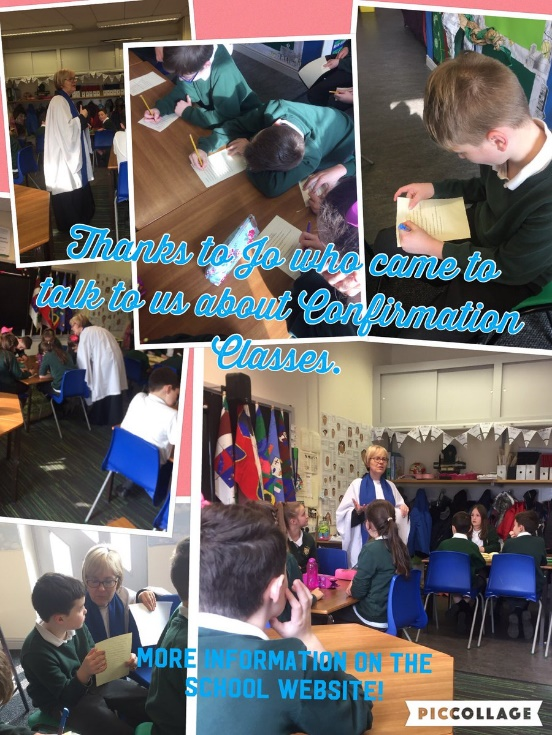 Thanks to Jo who came to
talk to us about Confirmation
Classes.
MORE INFORMATION ON THE
SCHOOL WEBSITE!
PICCOLLAGE